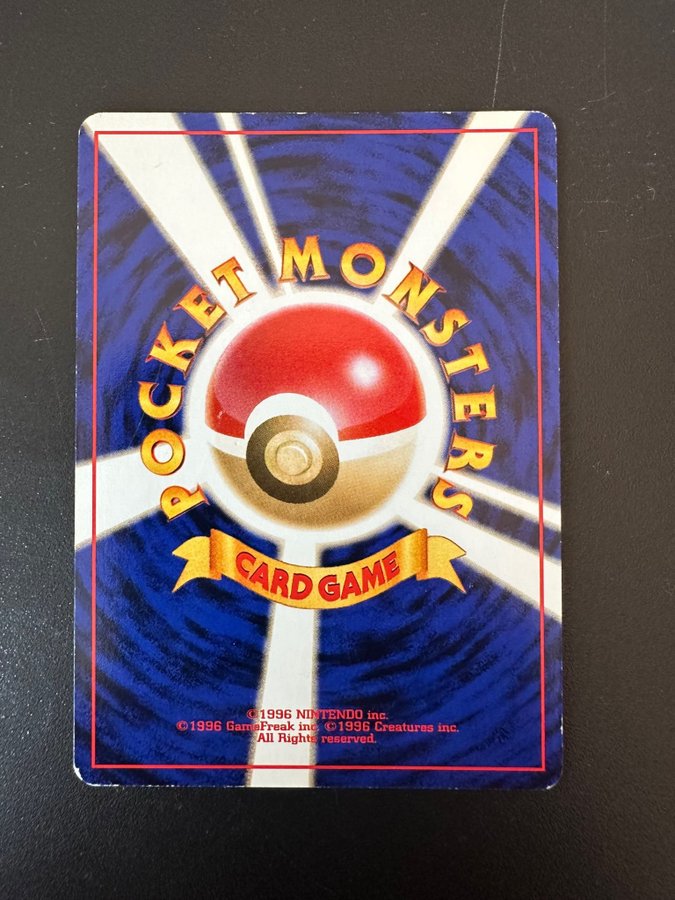 POCKET MONSTERS
CARD GAME
©1996 NINTENDO inc.
©1996 GameFreak inc. ©1996 Creatures inc.
All Rights reserved.